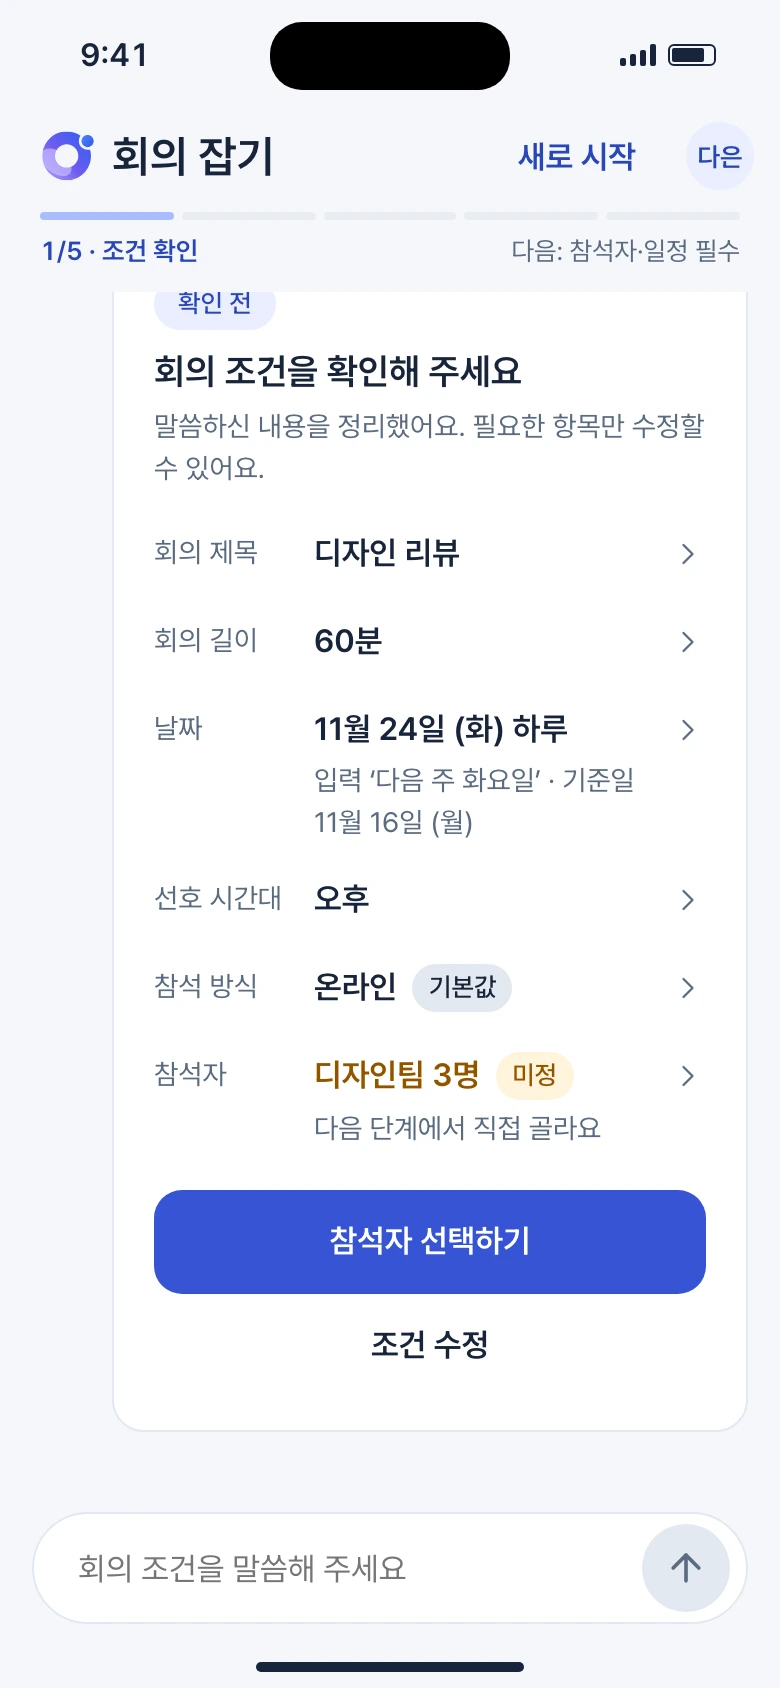 9:41
회의 잡기
새로 시작
다은
1/5 · 조건 확인
다음: 참석자·일정 필수
확인 전
회의 조건을 확인해 주세요
말씀하신 내용을 정리했어요. 필요한 항목만 수정할
수 있어요.
회의 제목 디자인 리뷰
회의 길이 60분
날짜 11월 24일 (화) 하루
입력 ‘다음 주 화요일’ · 기준일
11월 16일 (월)
선호 시간대 오후
참석 방식 온라인 기본값
참석자 디자인팀 3명 미정
다음 단계에서 직접 골라요
참석자 선택하기
조건 수정
회의 조건을 말씀해 주세요